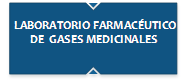 LABORATORIO FARMACÉUTICO
DE GASES MEDICINALES